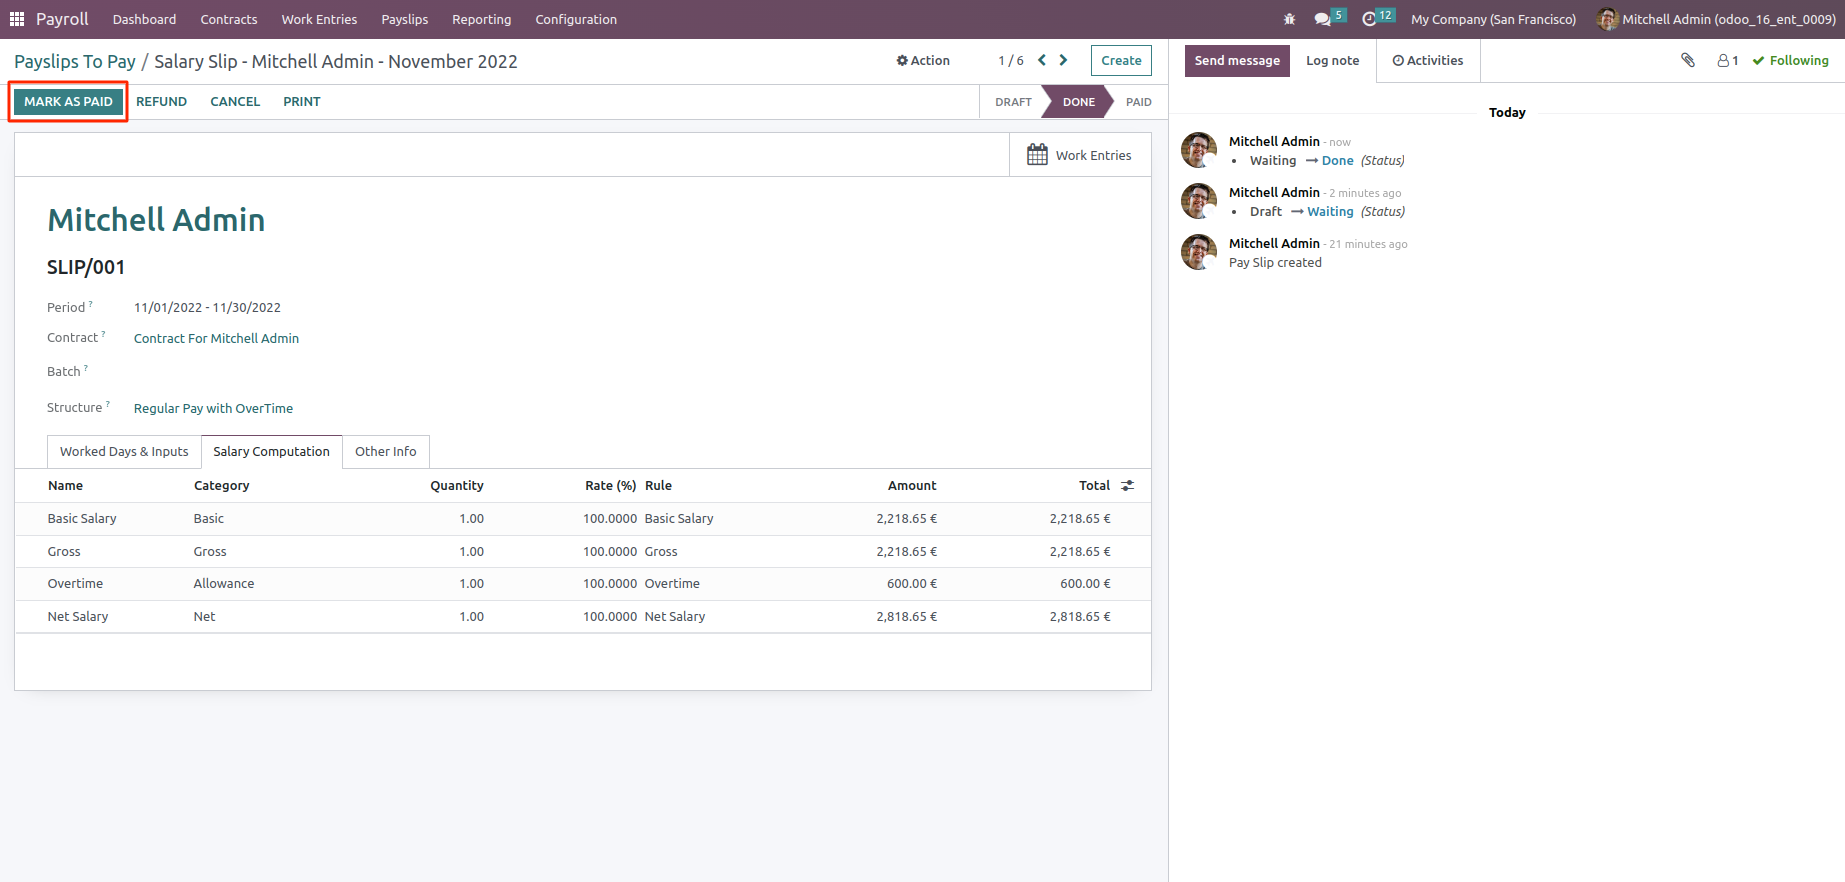 Payroll Dashboard Contracts Work Entries Payslips Reporting Configuration 5 12 My Company (San Francisco) Mitchell Admin (odoo_16_ent_0009)
Payslips To Pay / Salary Slip - Mitchell Admin - November 2022 Action 1 / 6 Create
MARK AS PAID REFUND CANCEL PRINT DRAFT DONE PAID
Work Entries
Mitchell Admin
SLIP/001
Period ? 11/01/2022 - 11/30/2022
Contract ? Contract For Mitchell Admin
Batch ?
Structure ? Regular Pay with OverTime
Worked Days & Inputs Salary Computation Other Info
Name Category Quantity Rate (%) Rule Amount Total
Basic Salary Basic 1.00 100.0000 Basic Salary 2,218.65 € 2,218.65 €
Gross Gross 1.00 100.0000 Gross 2,218.65 € 2,218.65 €
Overtime Allowance 1.00 100.0000 Overtime 600.00 € 600.00 €
Net Salary Net 1.00 100.0000 Net Salary 2,818.65 € 2,818.65 €
Send message Log note Activities 1 Following
Today
Mitchell Admin - now
• Waiting → Done (Status)
Mitchell Admin - 2 minutes ago
• Draft → Waiting (Status)
Mitchell Admin - 21 minutes ago
Pay Slip created